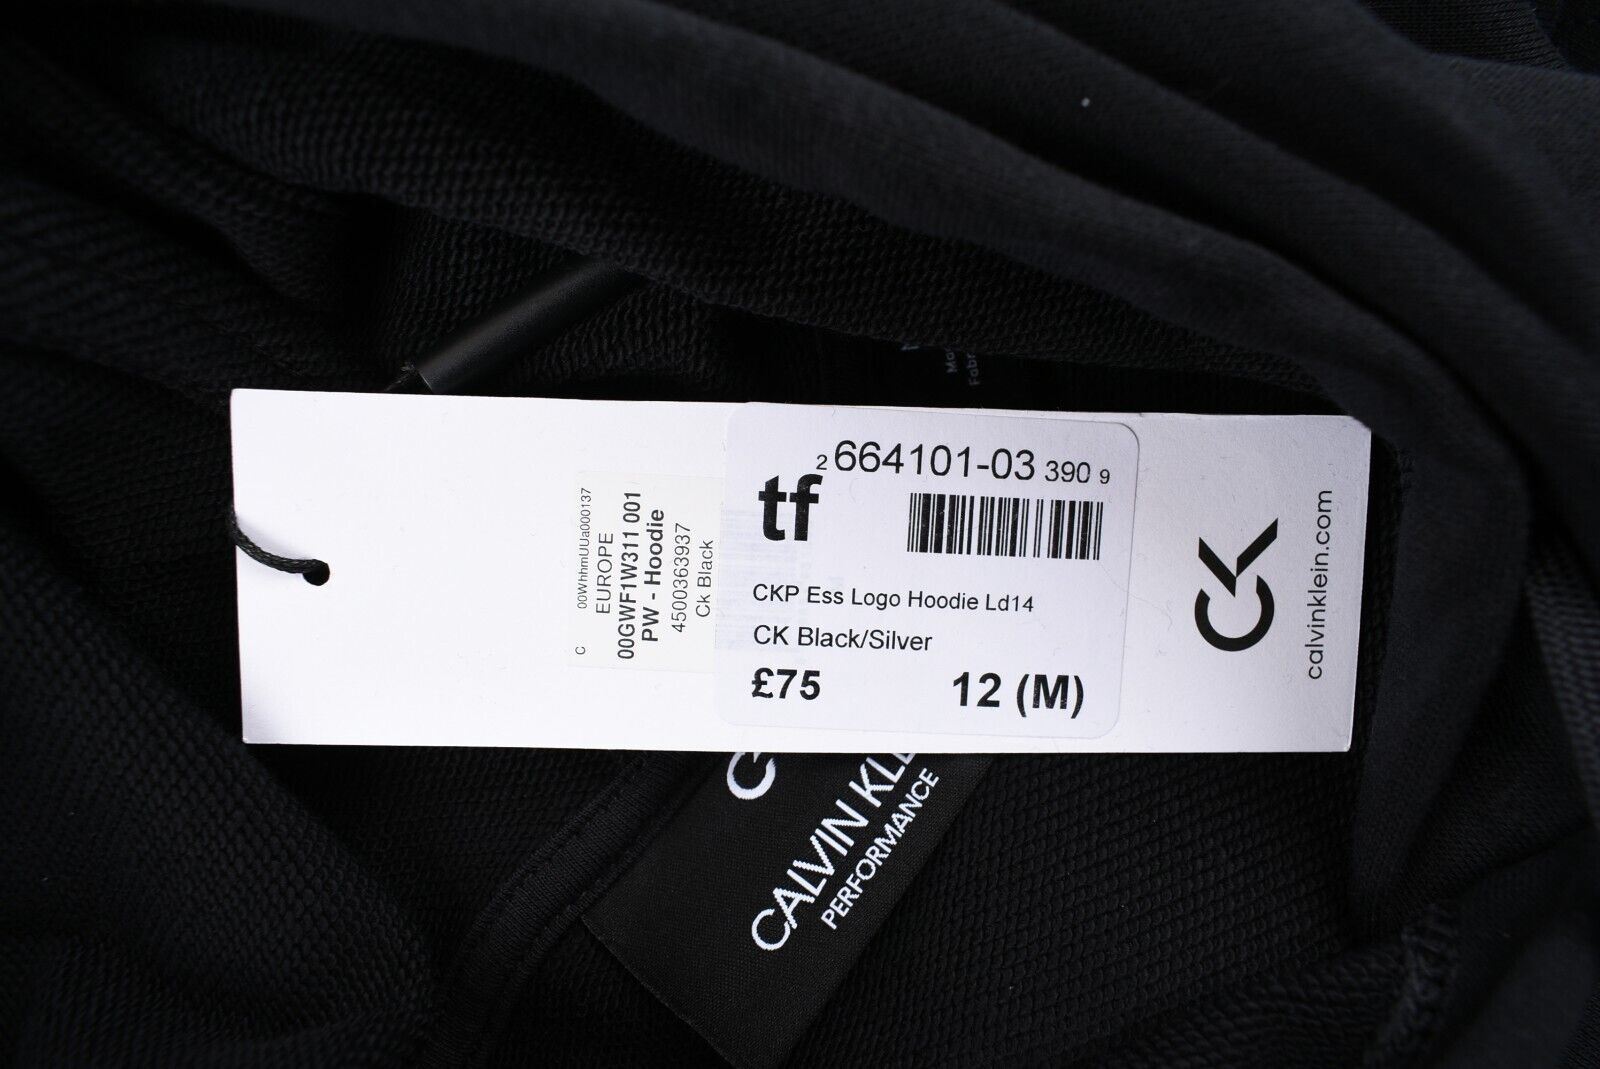 2 664101-03 390 9
tf
CKP Ess Logo Hoodie Ld14
CK Black/Silver
£75 12 (M)
C 00WhhmUUa000137
EUROPE
00GWF1W311 001
PW - Hoodie
4500363937
Ck Black
CK
calvinklein.com
CALVIN
PERFORMANCE